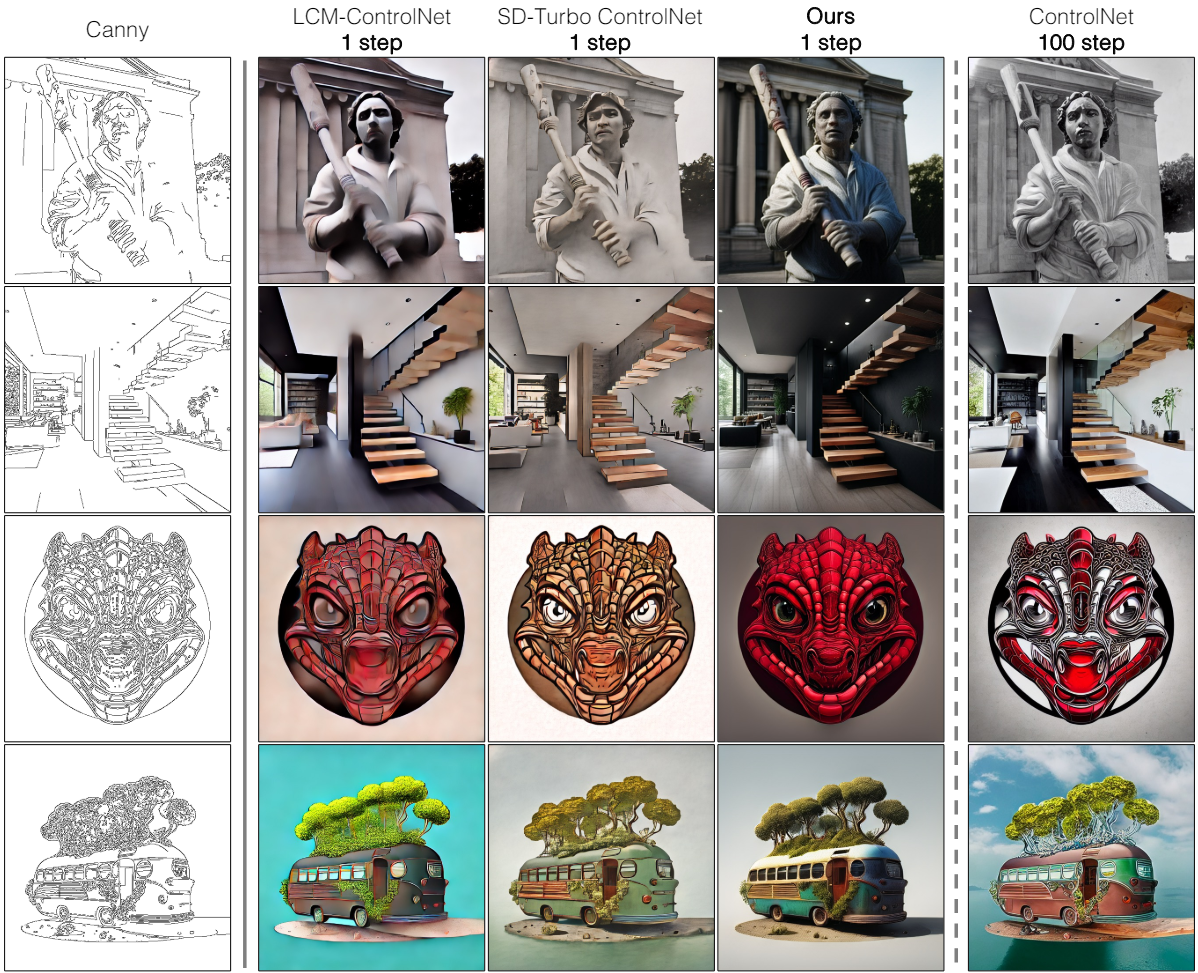 Canny
LCM-ControlNet
1 step
SD-Turbo ControlNet
1 step
Ours
1 step
ControlNet
100 step